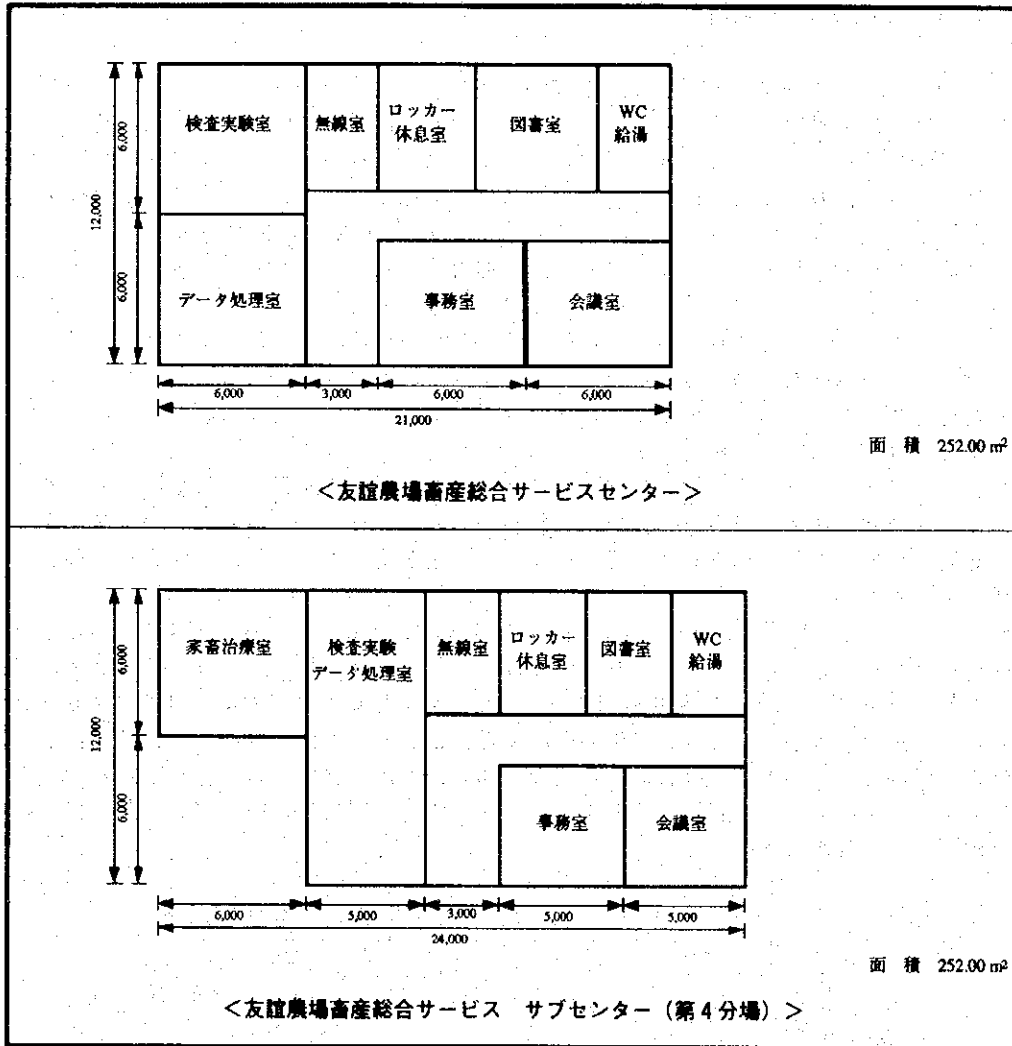 検査実験室
無線室
ロッカー
休息室
図書室
WC
給湯
データ処理室
事務室
会議室
12,000
6,000
6,000
6,000
3,000
6,000
6,000
21,000
面 積 252.00 m²
<友誼農場畜産総合サービスセンター>
家畜治療室
検査実験
データ処理室
無線室
ロッカー
休息室
図書室
WC
給湯
事務室
会議室
12,000
6,000
6,000
6,000
5,000
3,000
5,000
5,000
24,000
面 積 252.00 m²
<友誼農場畜産総合サービス サブセンター(第4分場)>